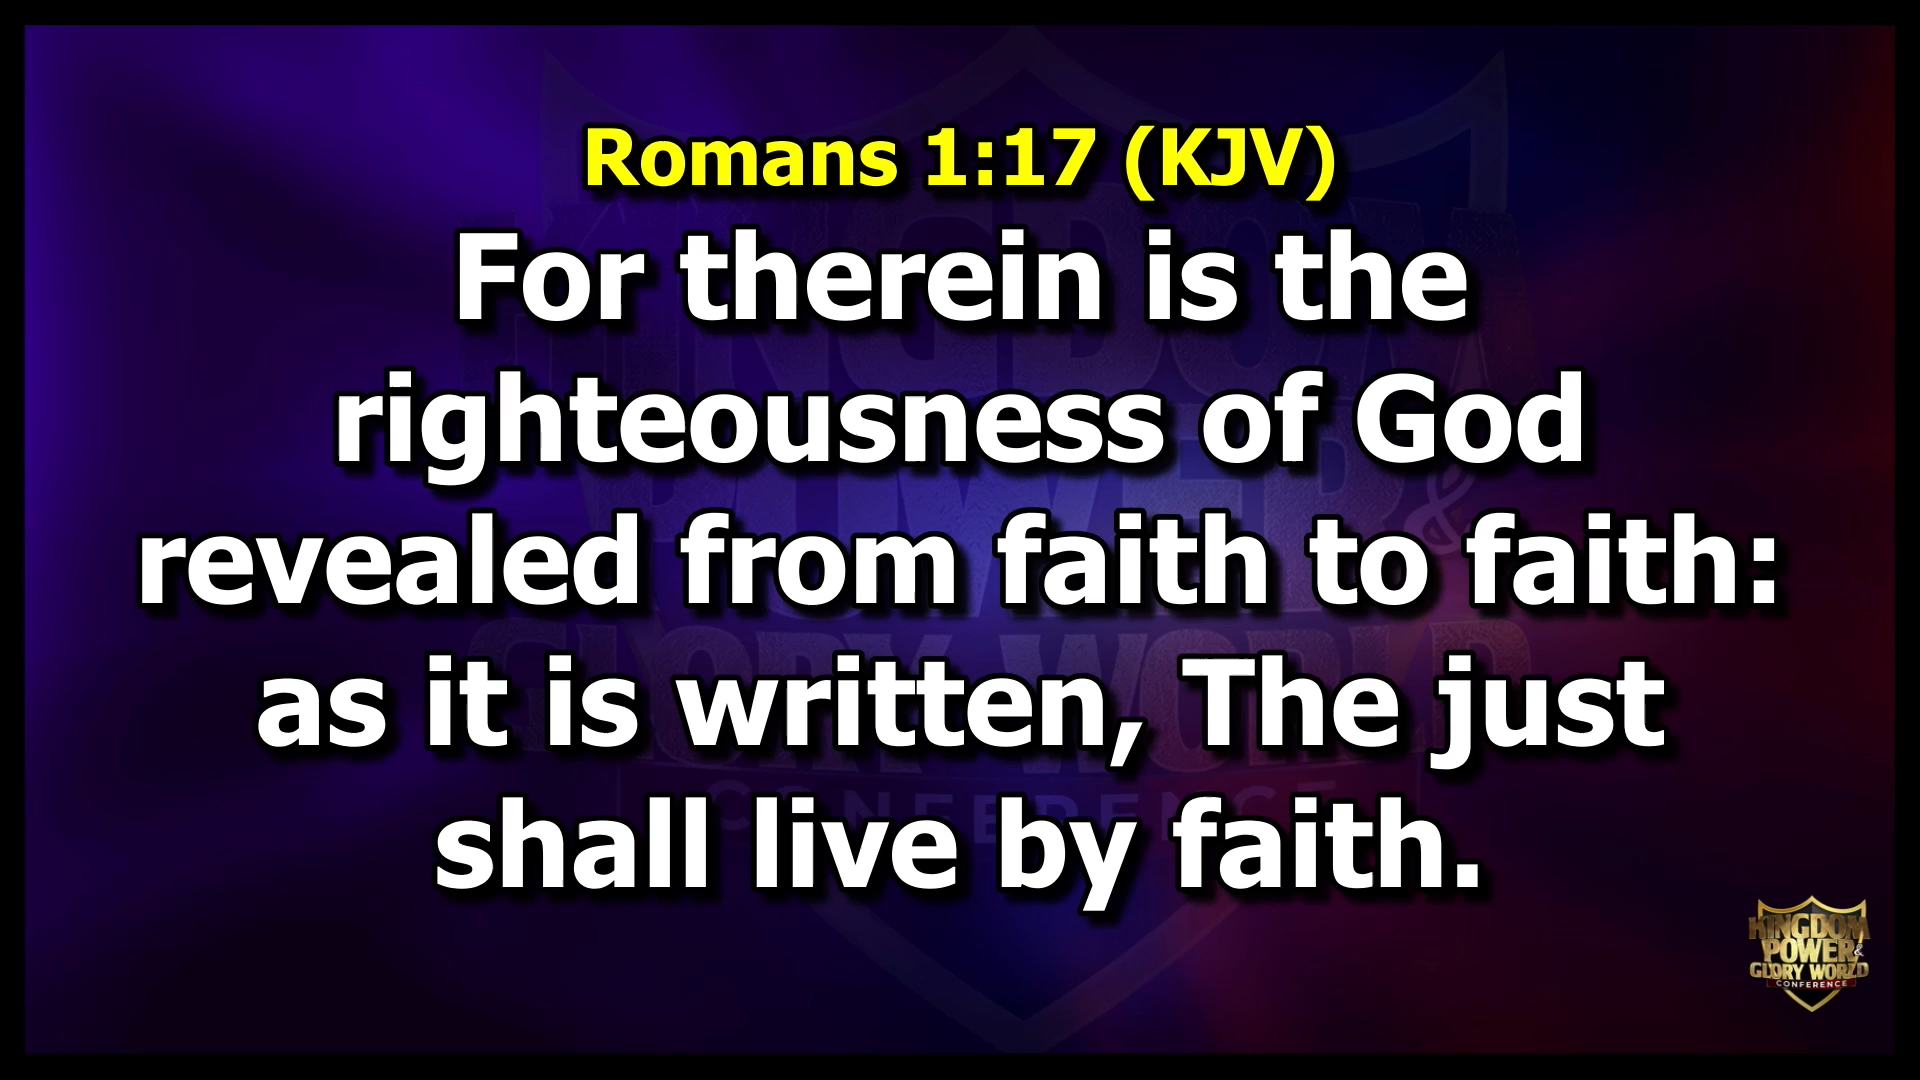 Romans 1:17 (KJV)
For therein is the
righteousness of God
revealed from faith to faith:
as it is written, The just
shall live by faith.
KINGDOM
POWER &
GLORY WORLD
CONFERENCE